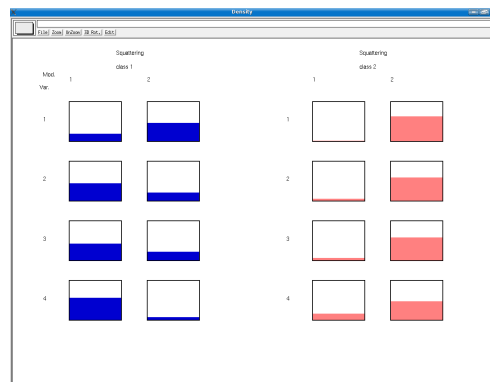 Density
File Zoom UnZoom 3D Rot. Edit
Squattering Squattering
class 1 class 2
Mod. 1 2 1 2
Var.
1 1
2 2
3 3
4 4